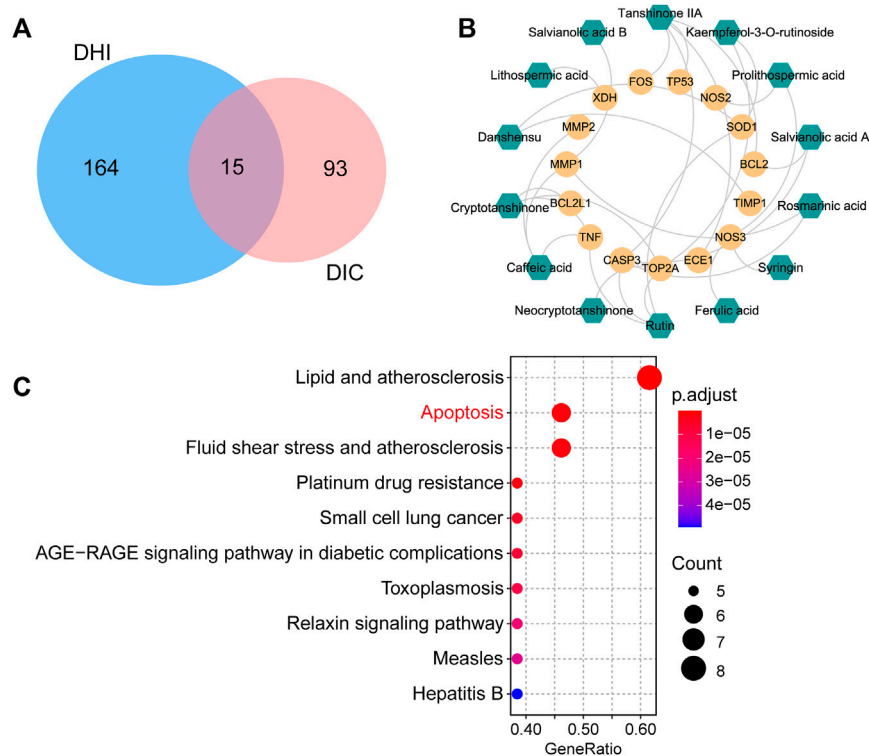 A
DHI
164
15
93
DIC
B
Tanshinone IIA
Salvianolic acid B
Kaempferol-3-O-rutinoside
Lithospermic acid
Prolithospermic acid
FOS
TP53
XDH
NOS2
Danshensu
MMP2
SOD1
Salvianolic acid A
MMP1
BCL2
Cryptotanshinone
BCL2L1
TIMP1
Rosmarinic acid
TNF
NOS3
CASP3
TOP2A
ECE1
Caffeic acid
Syringin
Neocryptotanshinone
Rutin
Ferulic acid
C
Lipid and atherosclerosis
Apoptosis
Fluid shear stress and atherosclerosis
Platinum drug resistance
Small cell lung cancer
AGE−RAGE signaling pathway in diabetic complications
Toxoplasmosis
Relaxin signaling pathway
Measles
Hepatitis B
0.40 0.50 0.60
GeneRatio
p.adjust
1e−05
2e−05
3e−05
4e−05
Count
5
6
7
8